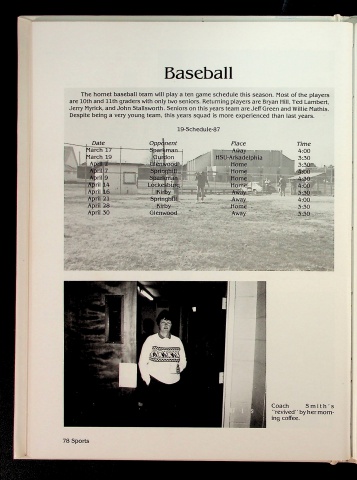 Baseball
The hornet baseball team will play a ten game schedule this season. Most of the players
are 10th and 11th graders with only two seniors. Returning players are Bryan Hill, Ted Lambert,
Jerry Myrick, and John Stallsworth. Seniors on this years team are Jeff Green and Willie Mathis.
Despite being a very young team, this years squad is more experienced than last years.
19-Schedule-87
Date Opponent Place Time
March 17 Sparkman Away 4:00
March 19 Gurdon HSU-Arkadelphia 3:30
April 2 Glenwood Home 3:30
April 7 Springhill Home 4:00
April 9 Sparkman Home 4:30
April 14 Lockesburg Home 4:00
April 16 Kirby Away 3:30
April 21 Springhill Away 4:00
April 28 Kirby Home 3:30
April 30 Glenwood Away 3:30
Coach Smith's
"revived" by her morn-
ing coffee.
78 Sports